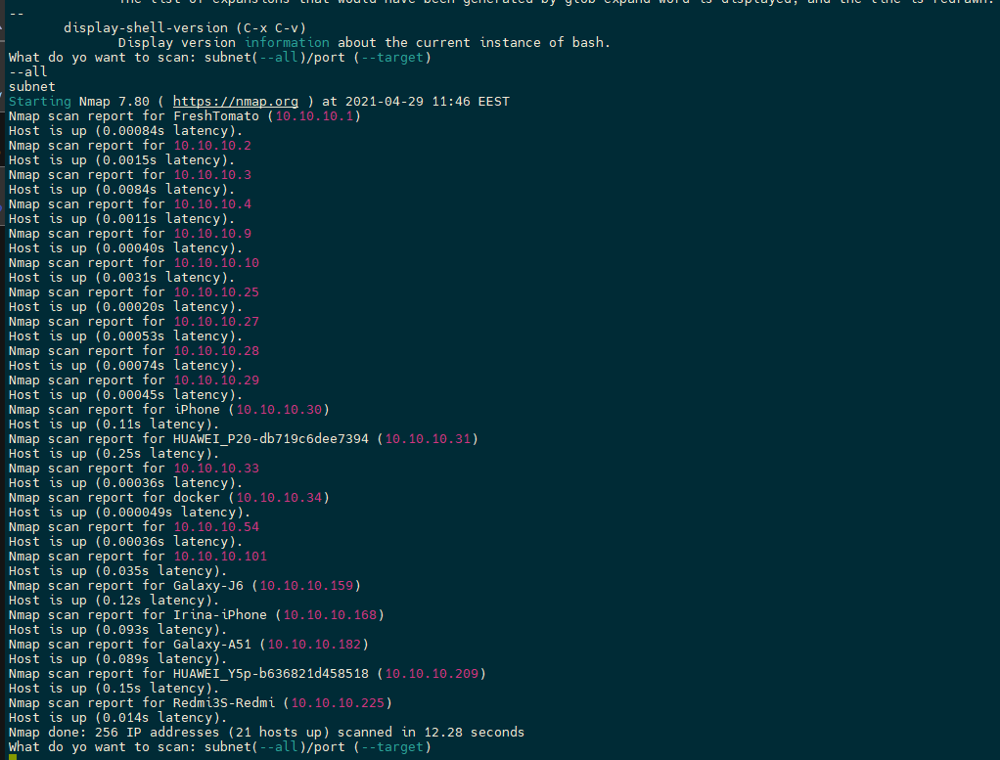 The list of expansions that would have been generated by glob-expand-word is displayed, and the line is redrawn.
--
display-shell-version (C-x C-v)
Display version information about the current instance of bash.
What do yo want to scan: subnet(--all)/port (--target)
--all
subnet
Starting Nmap 7.80 ( https://nmap.org ) at 2021-04-29 11:46 EEST
Nmap scan report for FreshTomato (10.10.10.1)
Host is up (0.00084s latency).
Nmap scan report for 10.10.10.2
Host is up (0.0015s latency).
Nmap scan report for 10.10.10.3
Host is up (0.0084s latency).
Nmap scan report for 10.10.10.4
Host is up (0.0011s latency).
Nmap scan report for 10.10.10.9
Host is up (0.00040s latency).
Nmap scan report for 10.10.10.10
Host is up (0.0031s latency).
Nmap scan report for 10.10.10.25
Host is up (0.00020s latency).
Nmap scan report for 10.10.10.27
Host is up (0.00053s latency).
Nmap scan report for 10.10.10.28
Host is up (0.00074s latency).
Nmap scan report for 10.10.10.29
Host is up (0.00045s latency).
Nmap scan report for iPhone (10.10.10.30)
Host is up (0.11s latency).
Nmap scan report for HUAWEI_P20-db719c6dee7394 (10.10.10.31)
Host is up (0.25s latency).
Nmap scan report for 10.10.10.33
Host is up (0.00036s latency).
Nmap scan report for docker (10.10.10.34)
Host is up (0.000049s latency).
Nmap scan report for 10.10.10.54
Host is up (0.00036s latency).
Nmap scan report for 10.10.10.101
Host is up (0.035s latency).
Nmap scan report for Galaxy-J6 (10.10.10.159)
Host is up (0.12s latency).
Nmap scan report for Irina-iPhone (10.10.10.168)
Host is up (0.093s latency).
Nmap scan report for Galaxy-A51 (10.10.10.182)
Host is up (0.089s latency).
Nmap scan report for HUAWEI_Y5p-b636821d458518 (10.10.10.209)
Host is up (0.15s latency).
Nmap scan report for Redmi3S-Redmi (10.10.10.225)
Host is up (0.014s latency).
Nmap done: 256 IP addresses (21 hosts up) scanned in 12.28 seconds
What do yo want to scan: subnet(--all)/port (--target)